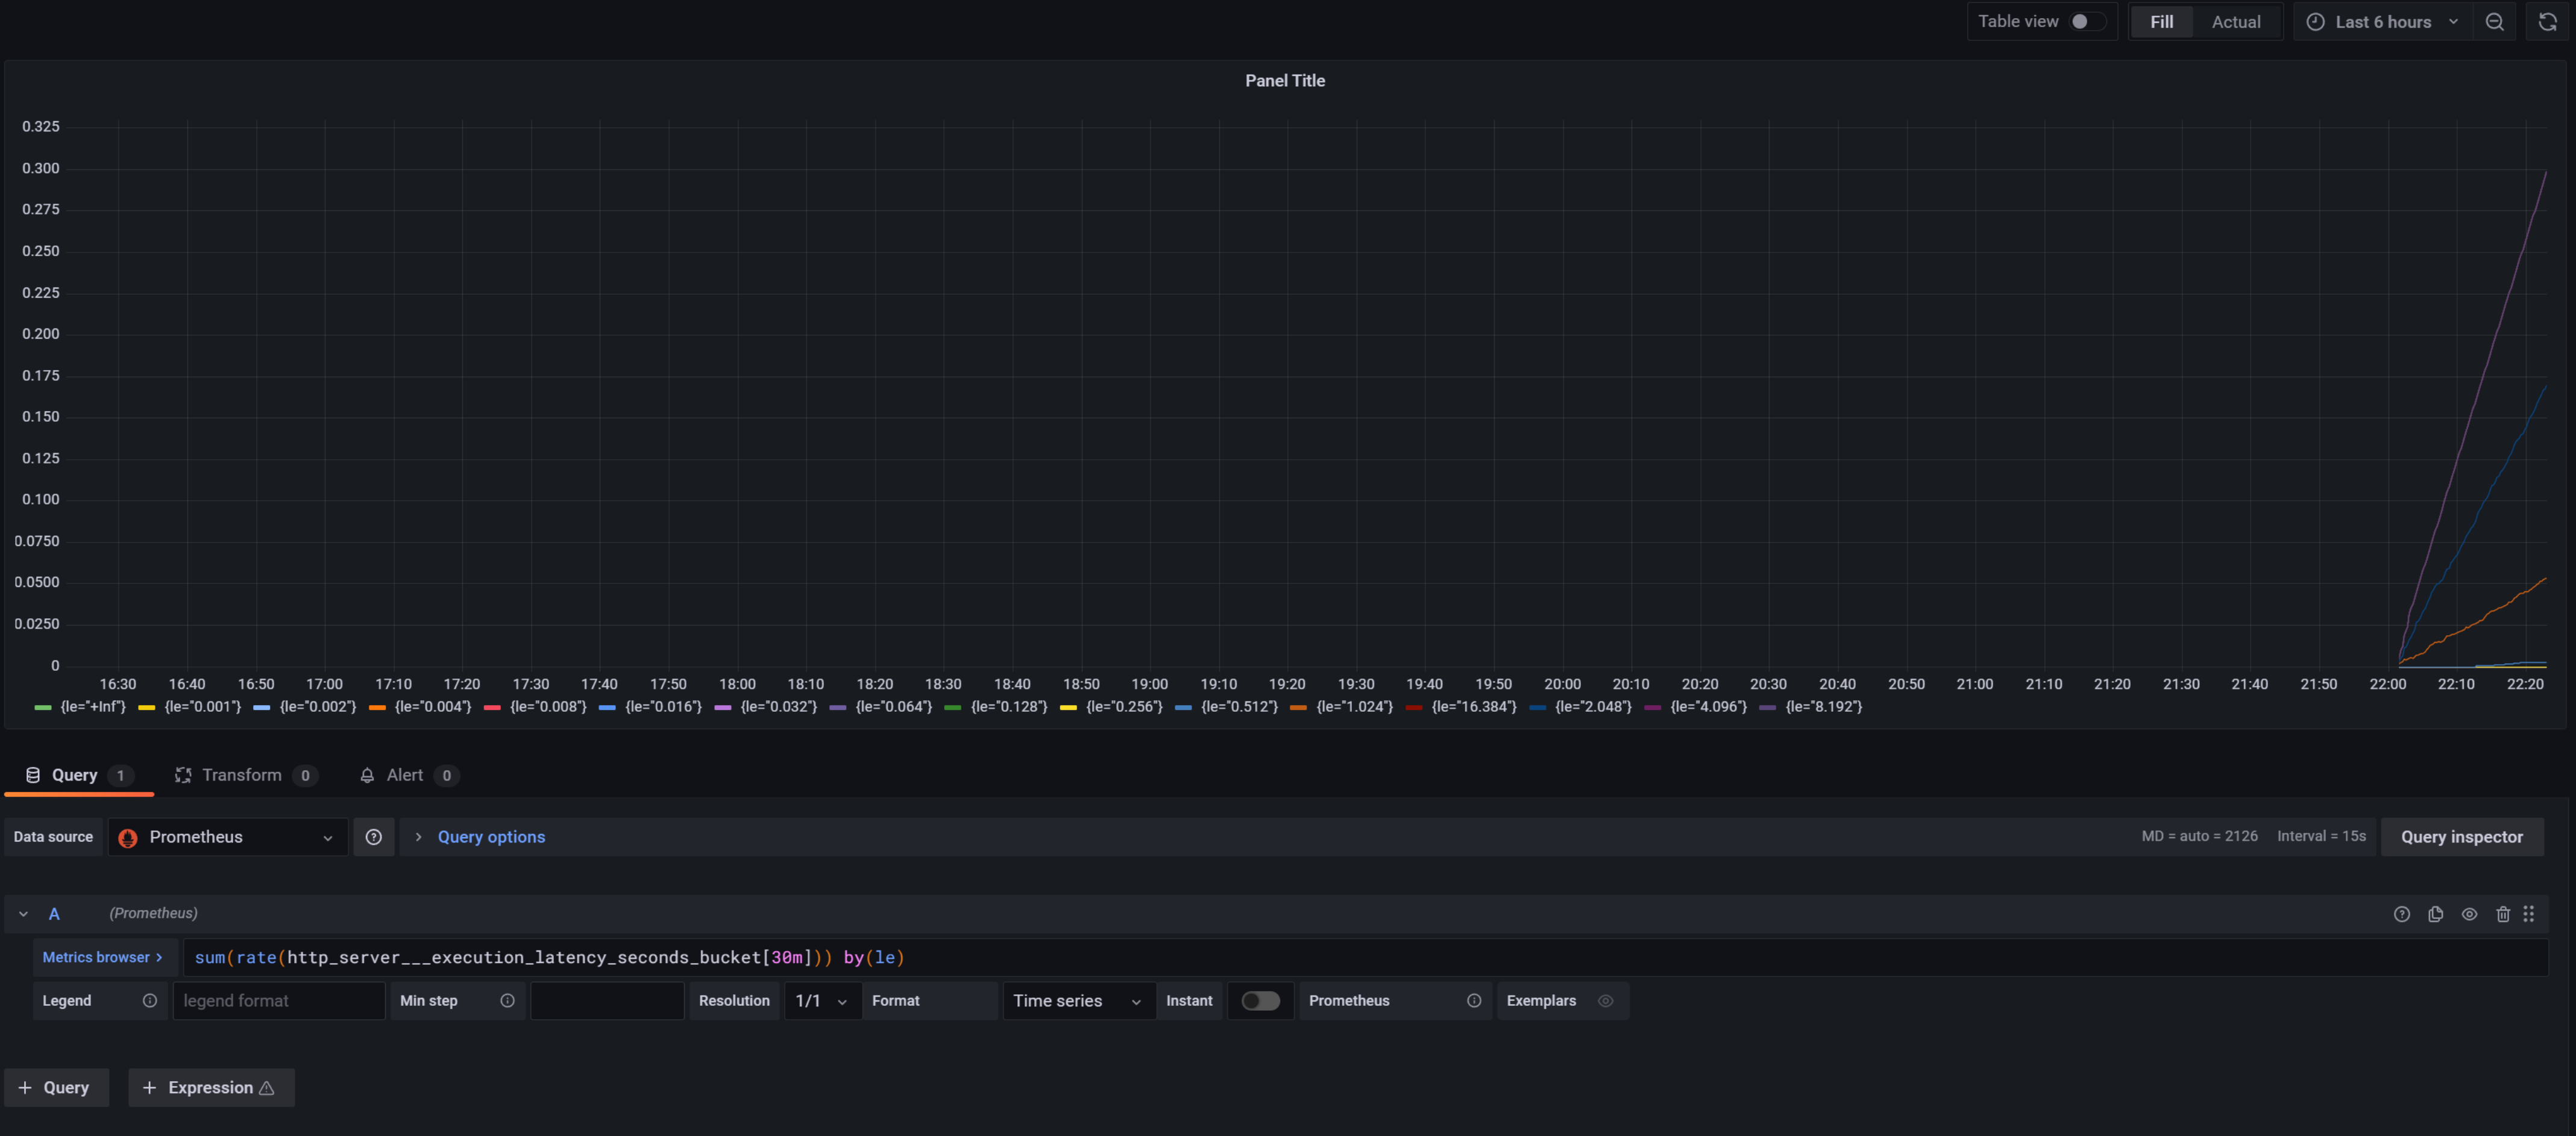 Table view Fill Actual Last 6 hours
Panel Title
0.325
0.300
0.275
0.250
0.225
0.200
0.175
0.150
0.125
0.100
0.0750
0.0500
0.0250
0
16:30 16:40 16:50 17:00 17:10 17:20 17:30 17:40 17:50 18:00 18:10 18:20 18:30 18:40 18:50 19:00 19:10 19:20 19:30 19:40 19:50 20:00 20:10 20:20 20:30 20:40 20:50 21:00 21:10 21:20 21:30 21:40 21:50 22:00 22:10 22:20
{le="+Inf"} {le="0.001"} {le="0.002"} {le="0.004"} {le="0.008"} {le="0.016"} {le="0.032"} {le="0.064"} {le="0.128"} {le="0.256"} {le="0.512"} {le="1.024"} {le="16.384"} {le="2.048"} {le="4.096"} {le="8.192"}
Query 1 Transform 0 Alert 0
Data source Prometheus Query options MD = auto = 2126 Interval = 15s Query inspector
A (Prometheus)
Metrics browser > sum(rate(http_server___execution_latency_seconds_bucket[30m])) by(le)
Legend legend format Min step Resolution 1/1 Format Time series Instant Prometheus Exemplars
+ Query + Expression